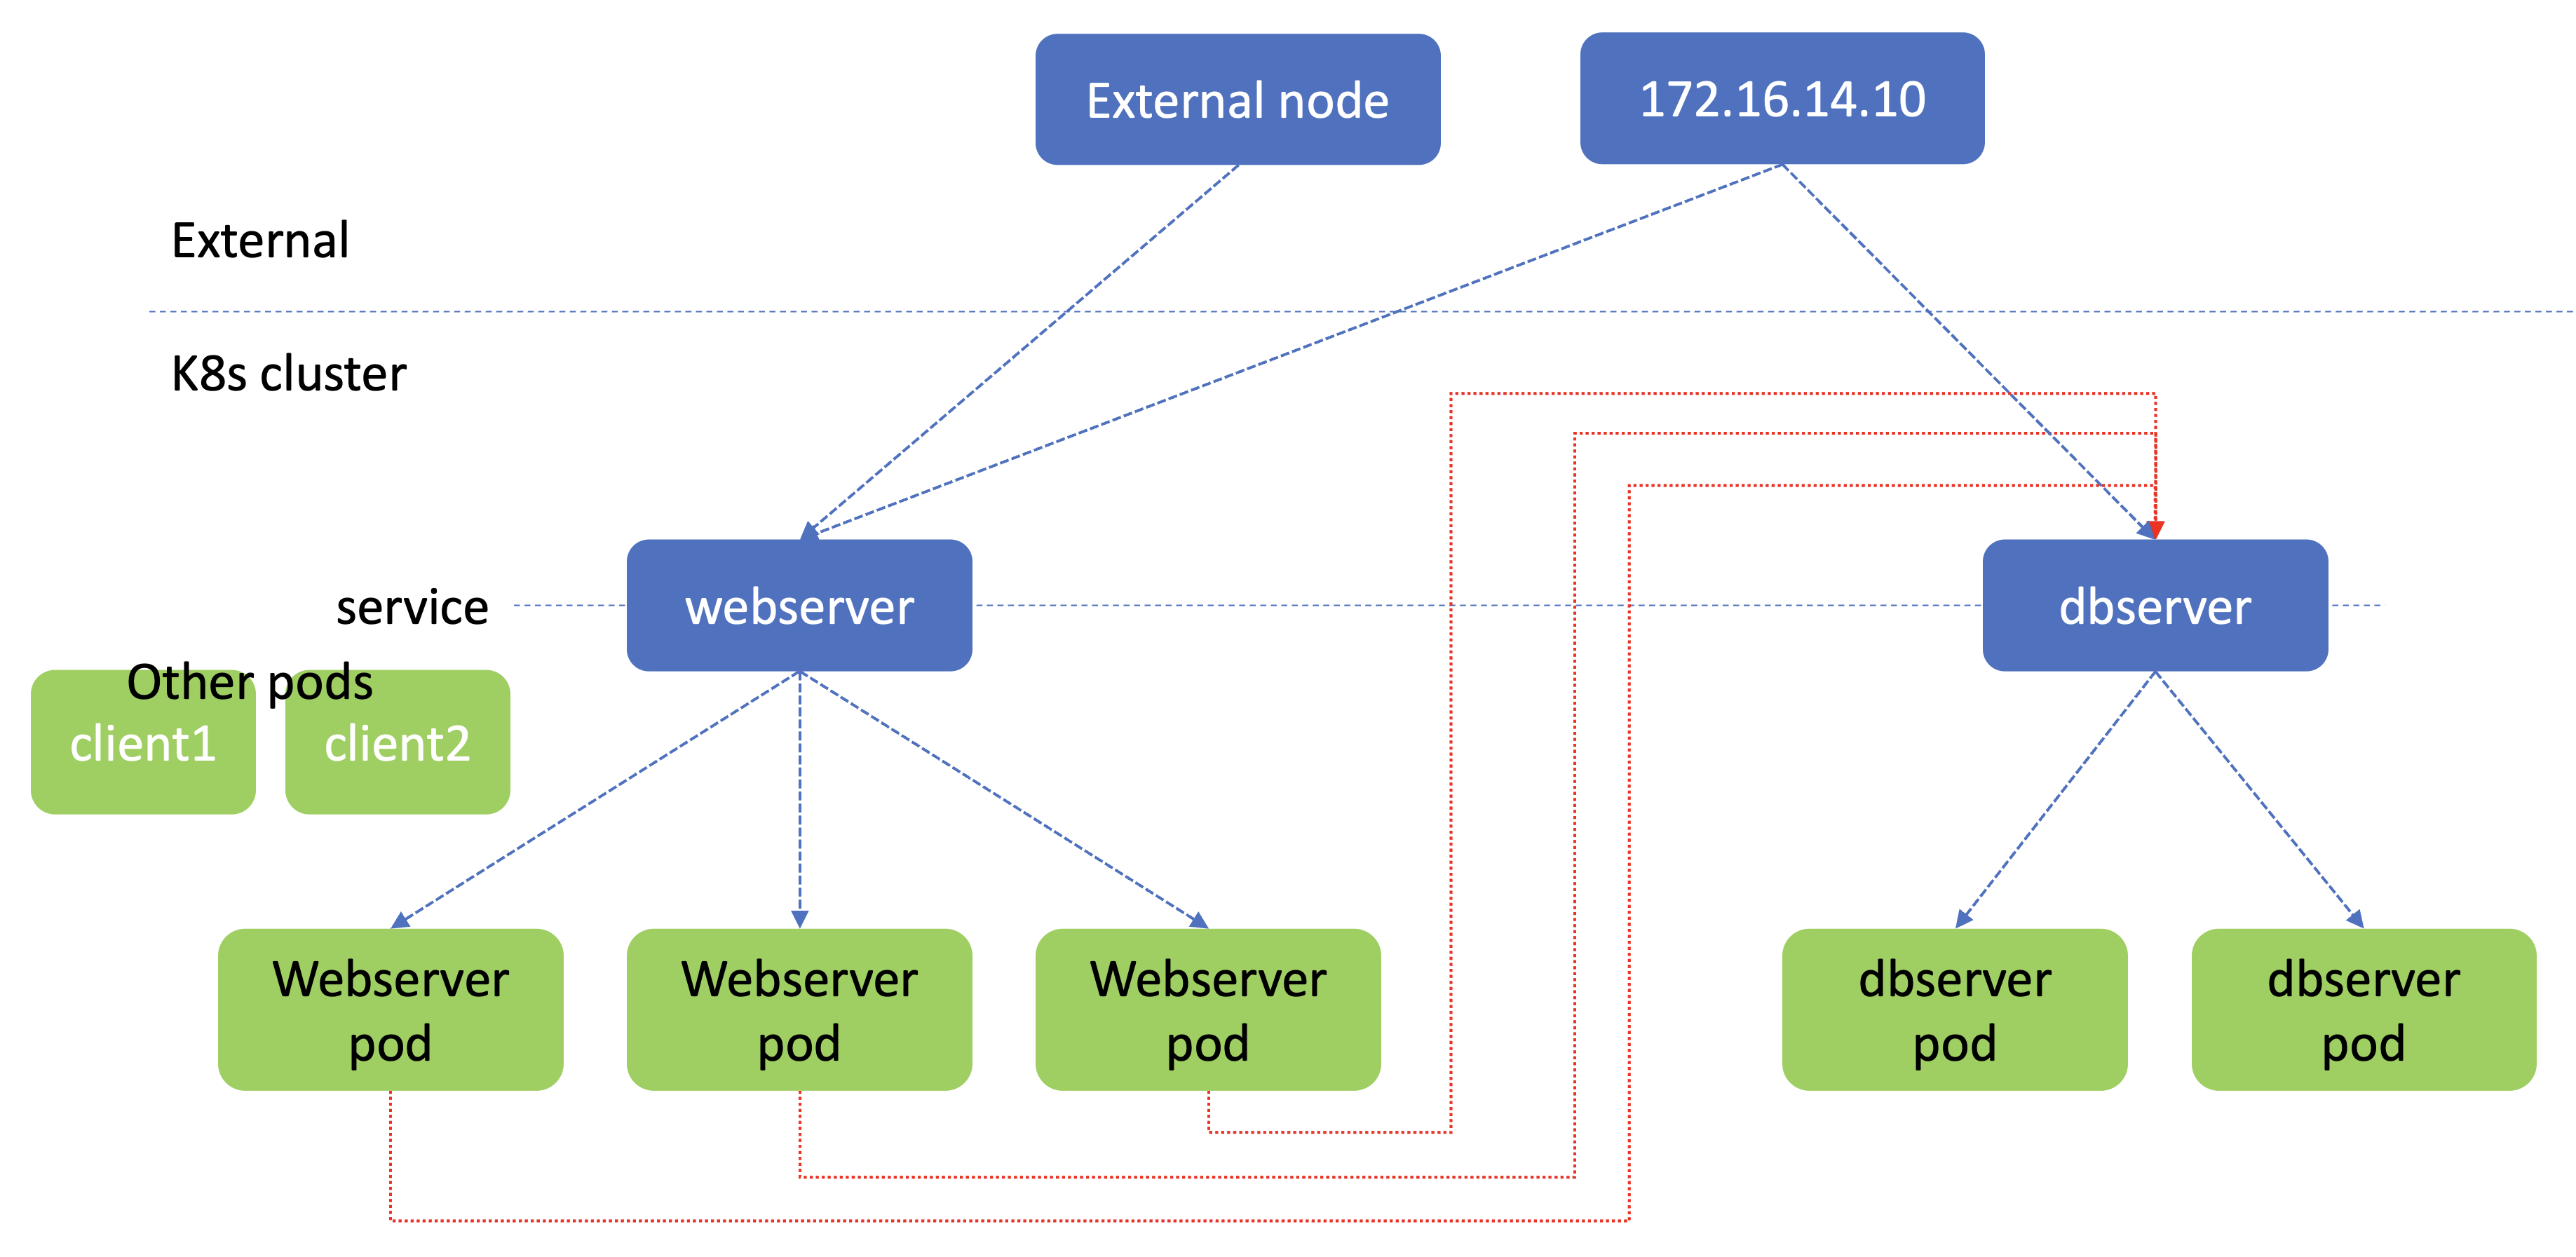 External node
172.16.14.10
External
K8s cluster
service
webserver
dbserver
Other pods
client1
client2
Webserver
pod
Webserver
pod
Webserver
pod
dbserver
pod
dbserver
pod